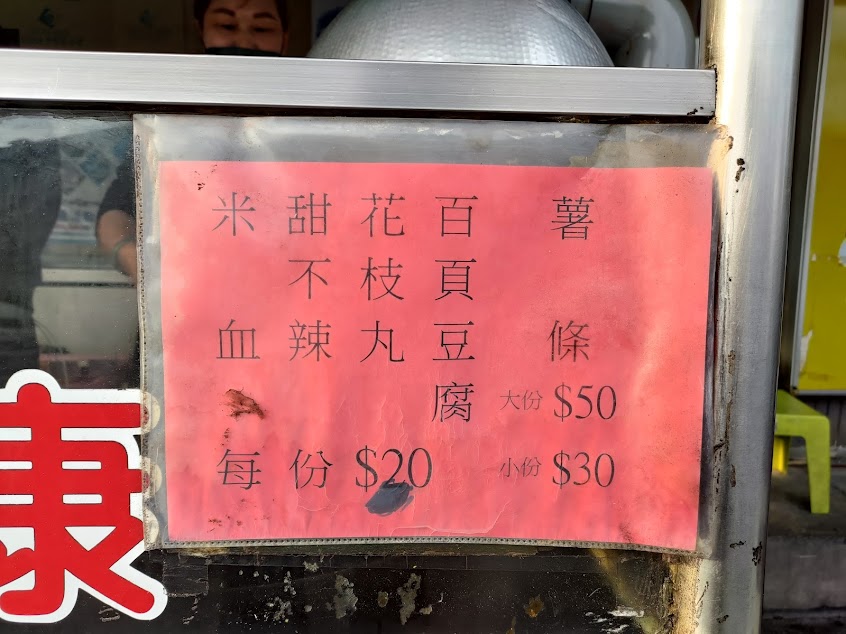 薯條
大份 $50
小份 $30
百頁豆腐
花枝丸
甜不辣
米血
每份 $20
康